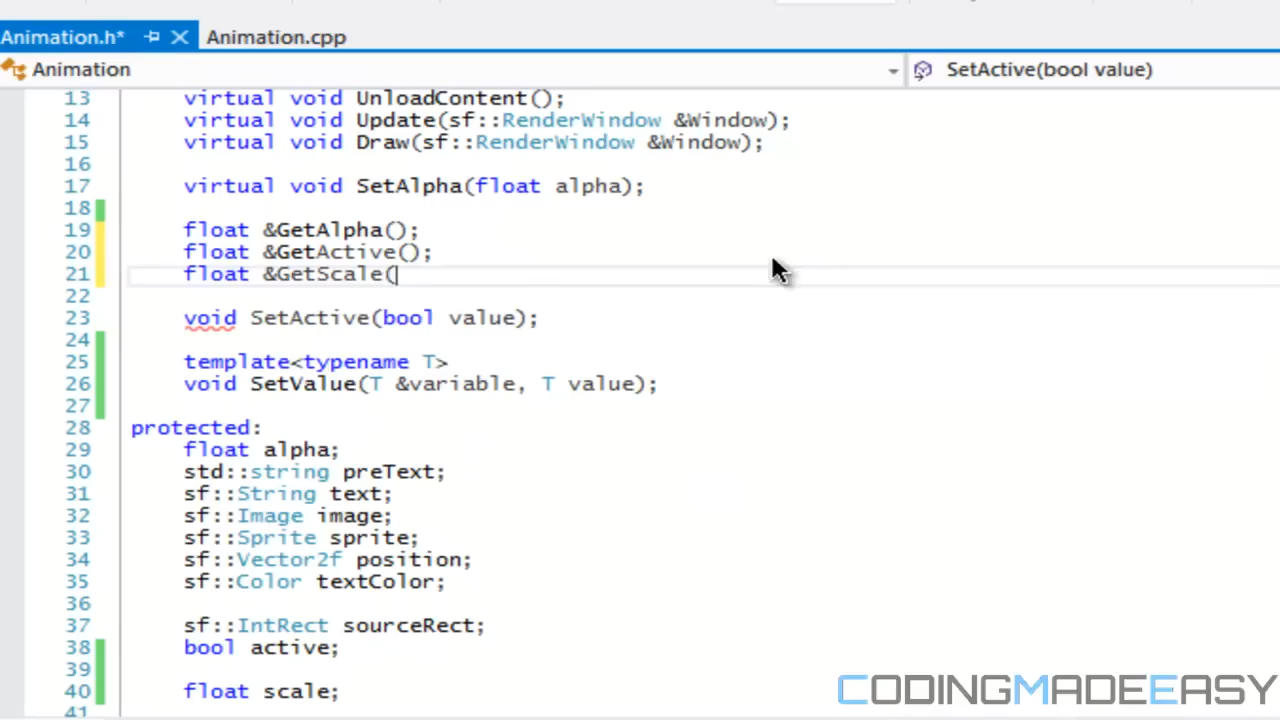 Animation.h* Animation.cpp
Animation SetActive(bool value)
13 virtual void UnloadContent();
14 virtual void Update(sf::RenderWindow &Window);
15 virtual void Draw(sf::RenderWindow &Window);
16
17 virtual void SetAlpha(float alpha);
18
19 float &GetAlpha();
20 float &GetActive();
21 float &GetScale(
22
23 void SetActive(bool value);
24
25 template<typename T>
26 void SetValue(T &variable, T value);
27
28 protected:
29 float alpha;
30 std::string preText;
31 sf::String text;
32 sf::Image image;
33 sf::Sprite sprite;
34 sf::Vector2f position;
35 sf::Color textColor;
36
37 sf::IntRect sourceRect;
38 bool active;
39
40 float scale;
41
CODINGMADEEASY